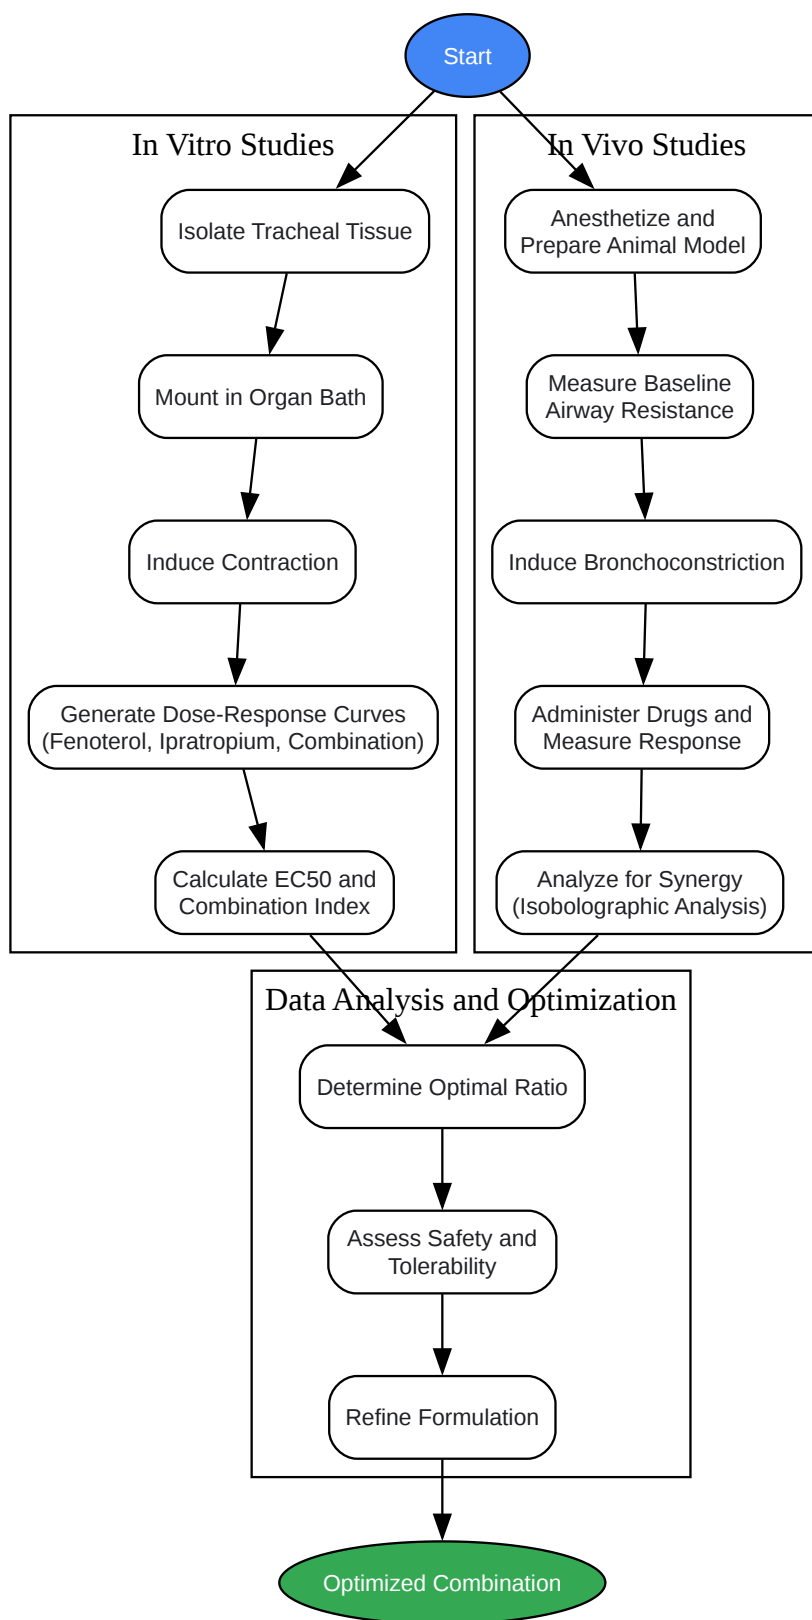 Start
In Vitro Studies
Isolate Tracheal Tissue
Mount in Organ Bath
Induce Contraction
Generate Dose-Response Curves
(Fenoterol, Ipratropium, Combination)
Calculate EC50 and
Combination Index
In Vivo Studies
Anesthetize and
Prepare Animal Model
Measure Baseline
Airway Resistance
Induce Bronchoconstriction
Administer Drugs and
Measure Response
Analyze for Synergy
(Isobolographic Analysis)
Data Analysis and Optimization
Determine Optimal Ratio
Assess Safety and
Tolerability
Refine Formulation
Optimized Combination